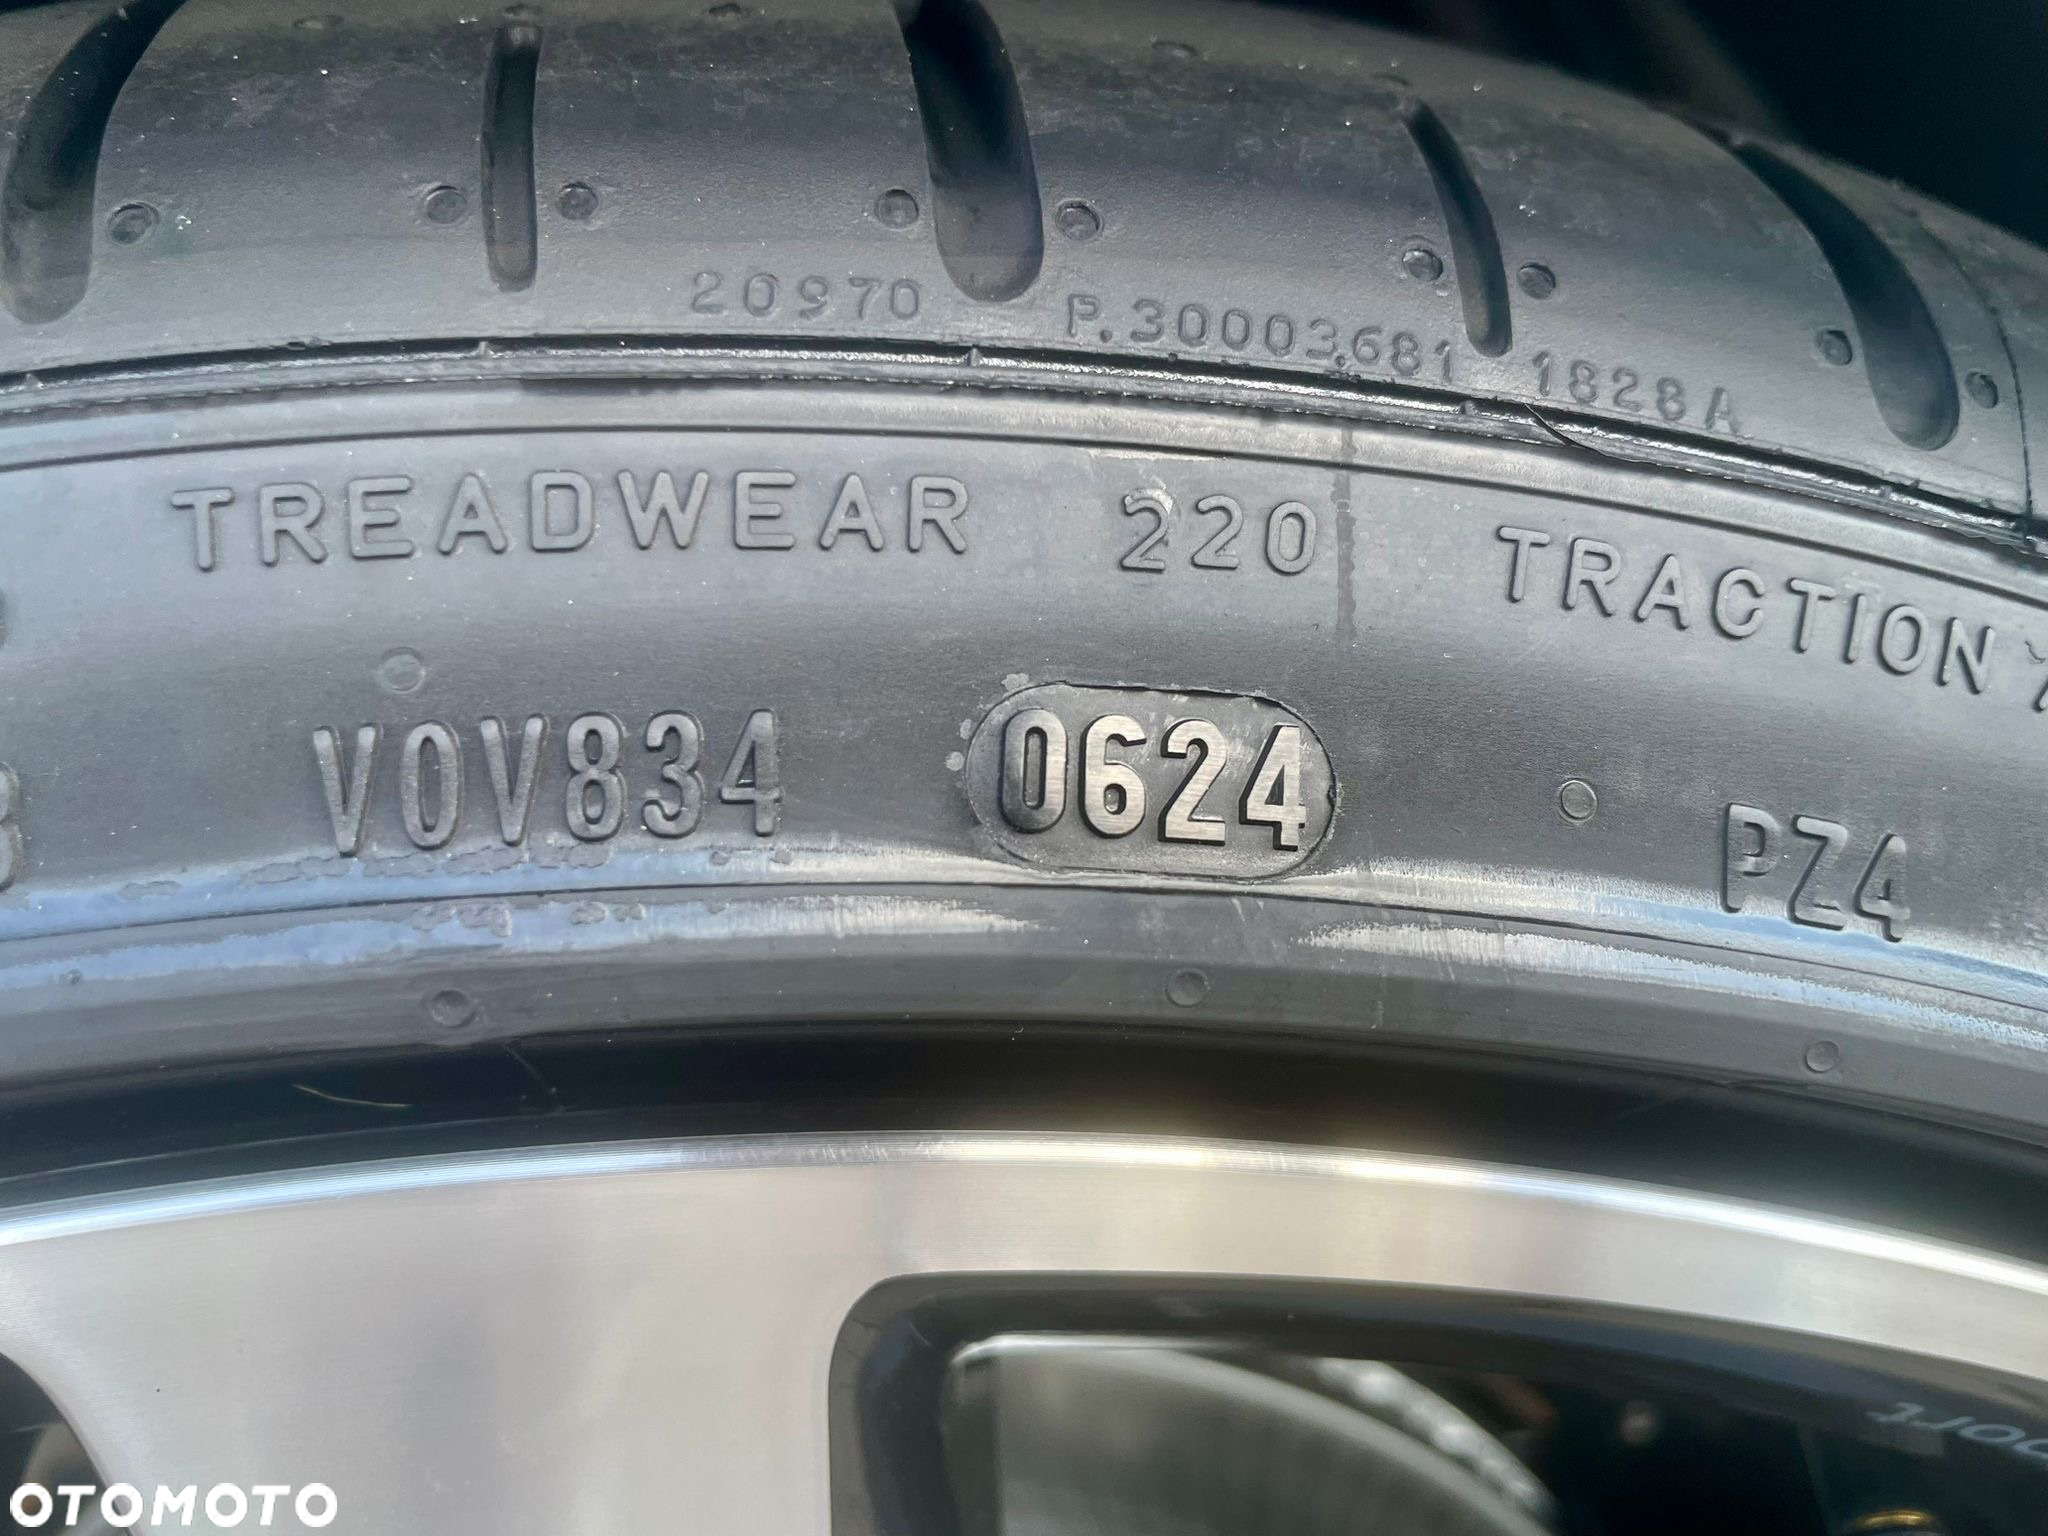 20970 P.30003681 1828A
TREADWEAR 220 TRACTION
V0V834 0624 PZ4
OTOMOTO